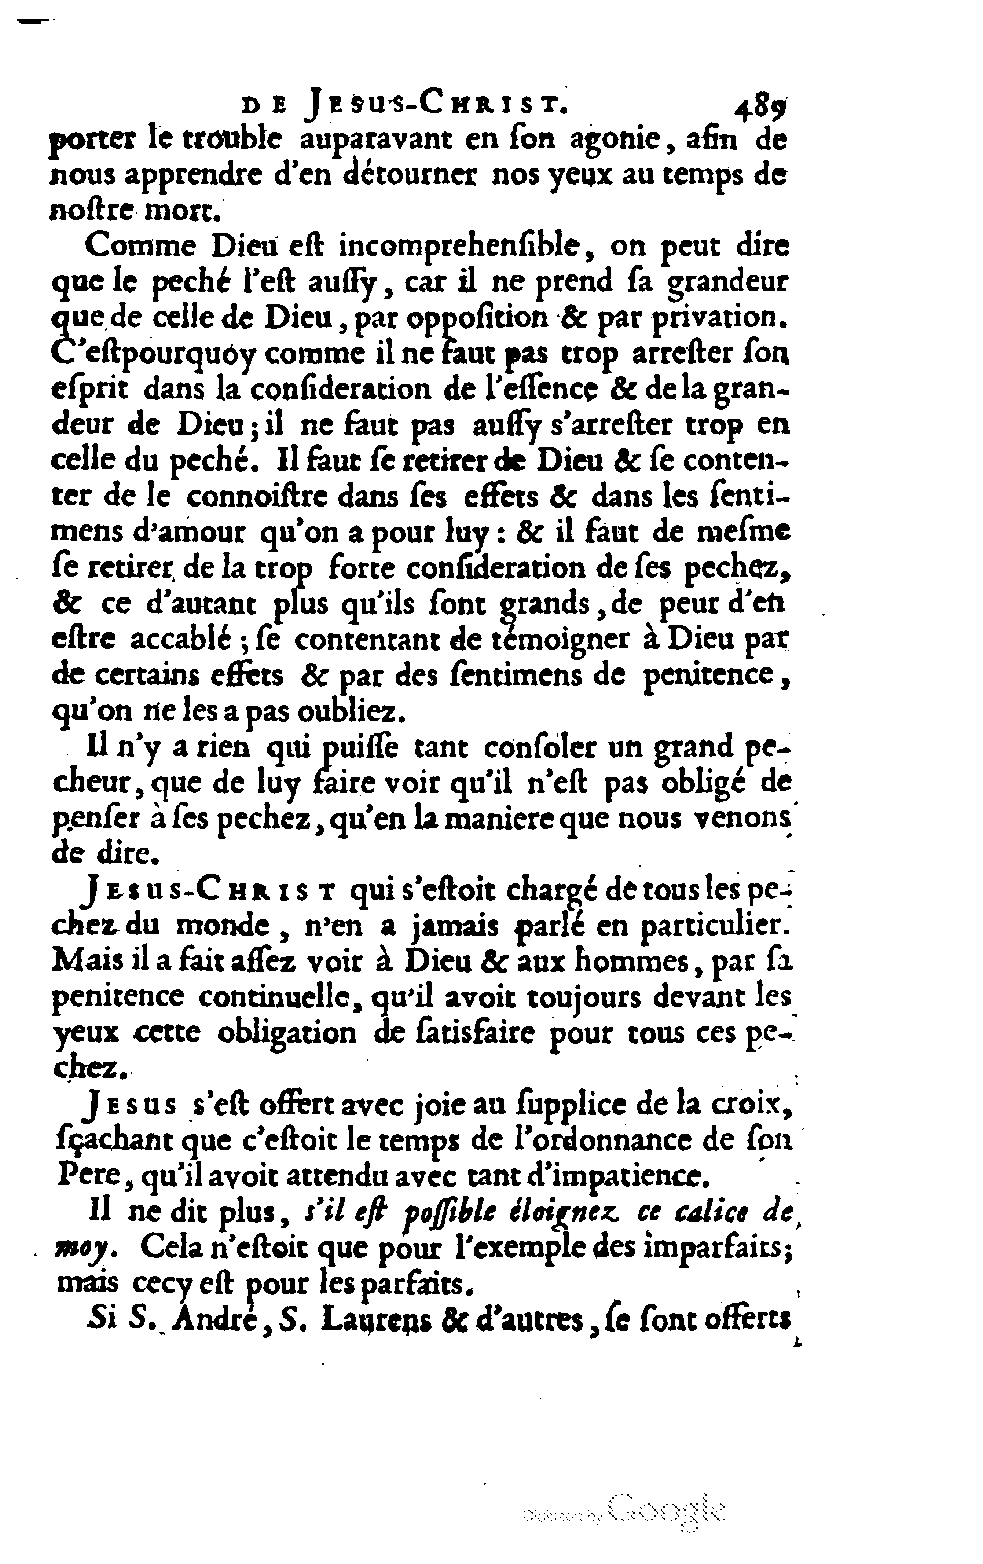 DE JESUS-CHRIST. 489
porter le trouble auparavant en ſon agonie, afin de
nous apprendre d'en détourner nos yeux au temps de
noſtre mort.
Comme Dieu eſt incomprehenſible, on peut dire
que le peché l'eſt auſſy, car il ne prend ſa grandeur
que de celle de Dieu, par oppoſition & par privation.
C'eſtpourquoy comme il ne faut pas trop arreſter ſon
eſprit dans la conſideration de l'eſſence & de la gran-
deur de Dieu; il ne faut pas auſſy s'arreſter trop en
celle du peché. Il faut ſe retirer de Dieu & ſe conten-
ter de le connoiſtre dans ſes effets & dans les ſenti-
mens d'amour qu'on a pour luy: & il faut de meſme
ſe retirer de la trop forte conſideration de ſes pechez,
& ce d'autant plus qu'ils ſont grands, de peur d'en
eſtre accablé; ſe contentant de témoigner à Dieu par
de certains effets & par des ſentimens de penitence,
qu'on ne les a pas oubliez.
Il n'y a rien qui puiſſe tant conſoler un grand pe-
cheur, que de luy faire voir qu'il n'eſt pas obligé de
penſer à ſes pechez, qu'en la maniere que nous venons
de dire.
JESUS-CHRIST qui s'eſtoit chargé de tous les pe-
chez du monde, n'en a jamais parlé en particulier.
Mais il a fait aſſez voir à Dieu & aux hommes, par ſa
penitence continuelle, qu'il avoit toujours devant les
yeux cette obligation de ſatisfaire pour tous ces pe-
chez.
JESUS s'eſt offert avec joie au ſupplice de la croix,
ſçachant que c'eſtoit le temps de l'ordonnance de ſon
Pere, qu'il avoit attendu avec tant d'impatience.
Il ne dit plus, s'il eſt poſſible éloignez ce calice de
moy. Cela n'eſtoit que pour l'exemple des imparfaits;
mais cecy eſt pour les parfaits.
Si S. André, S. Laurens & d'autres, ſe ſont offerts
Digitized by Google